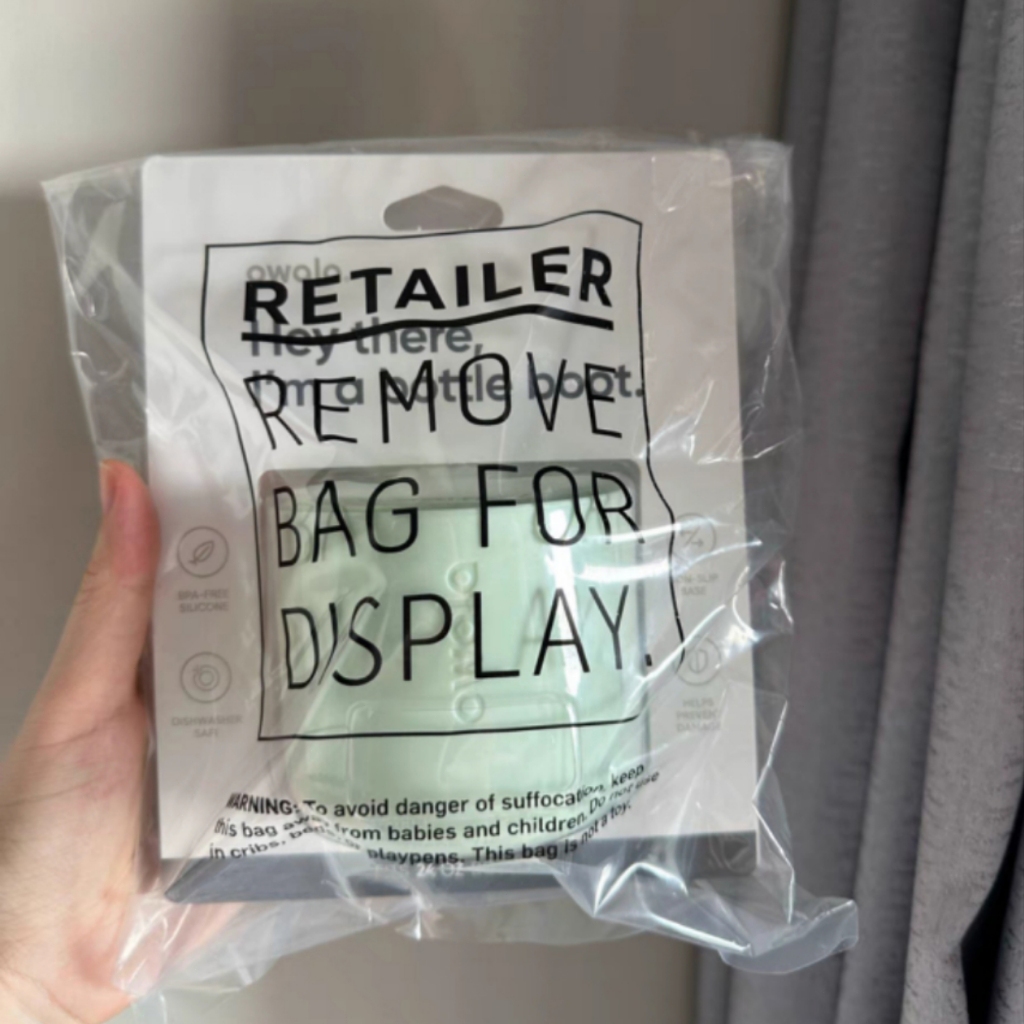 owala
RETAILER
Hey there,
I'm a bottle boot.
REMOVE
BAG FOR
DISPLAY.
owala
BPA-FREE
SILICONE
NON-SLIP
BASE
DISHWASHER
SAFE
HELPS
PREVENT
DAMAGE
WARNING: To avoid danger of suffocation, keep
this bag away from babies and children. Do not use
in cribs, beds or playpens. This bag is not a toy.
24 OZ